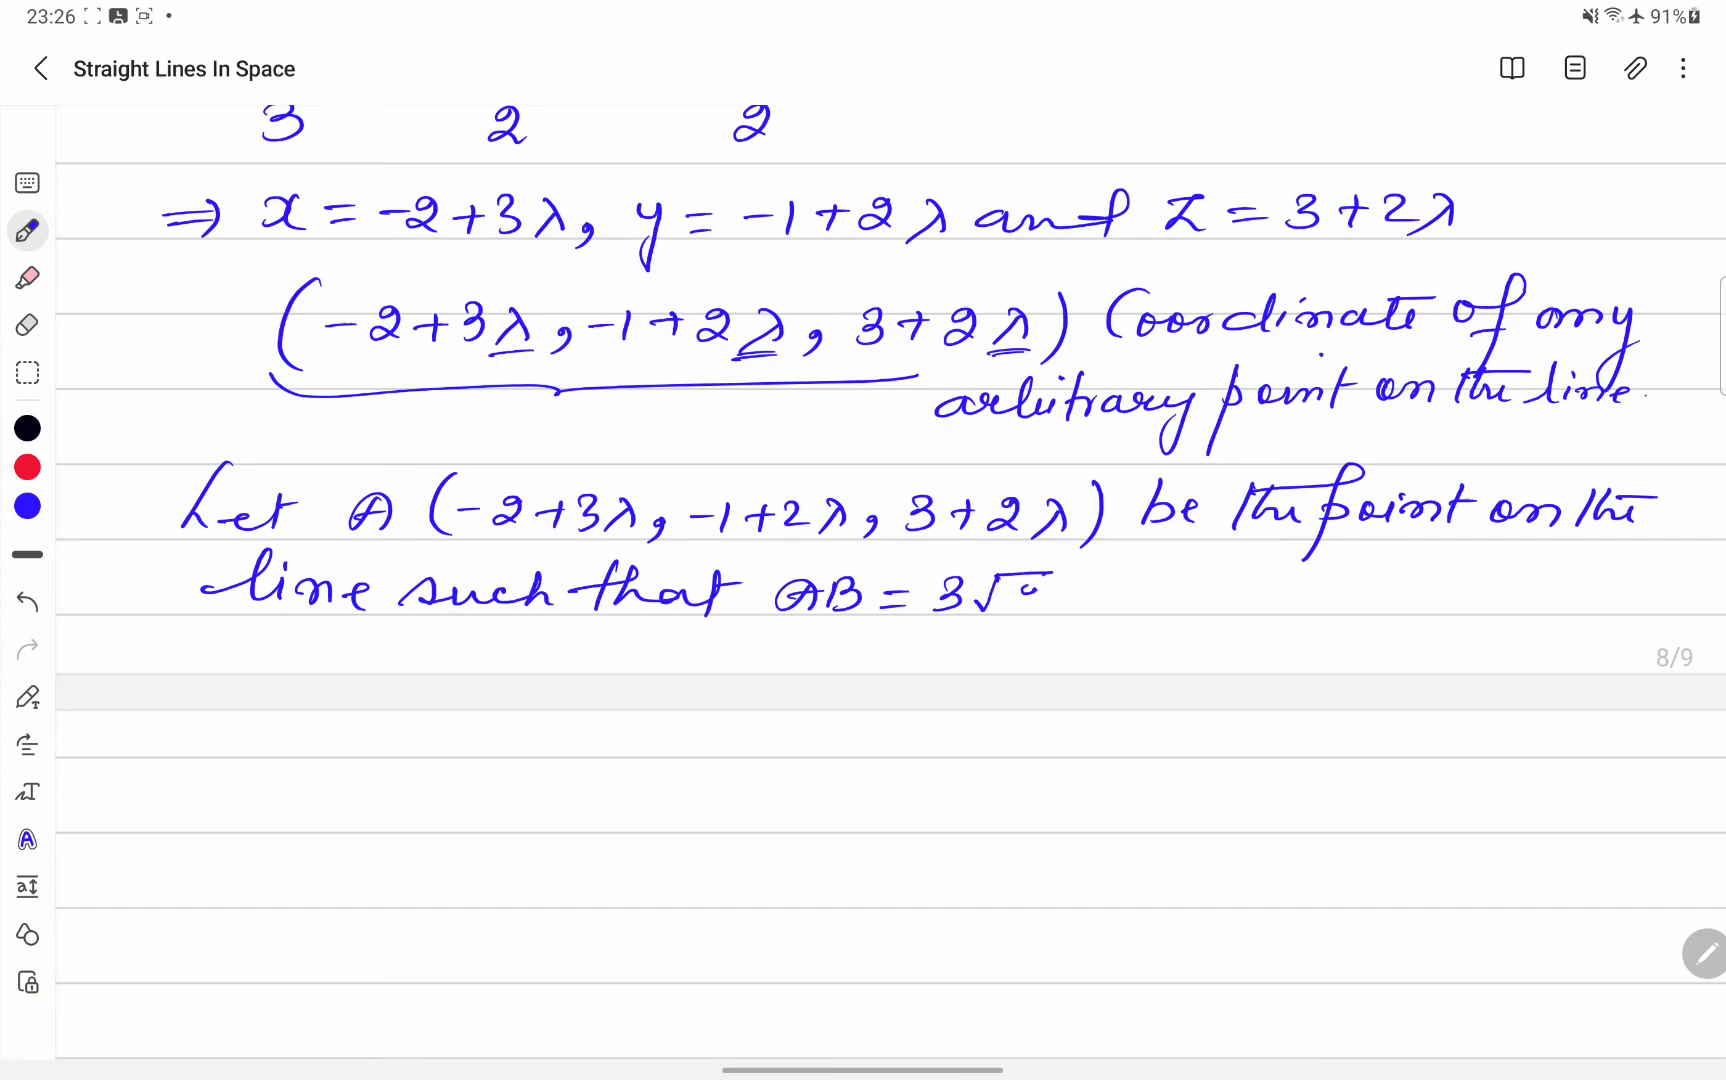 23:26 91%
Straight Lines In Space
3 2 2
⇒ x = -2+3λ, y = -1+2λ and z = 3+2λ
(-2+3λ, -1+2λ, 3+2λ) Coordinate of any
arbitrary point on the line.
Let A (-2+3λ, -1+2λ, 3+2λ) be the point on the
line such that AB = 3√
8/9